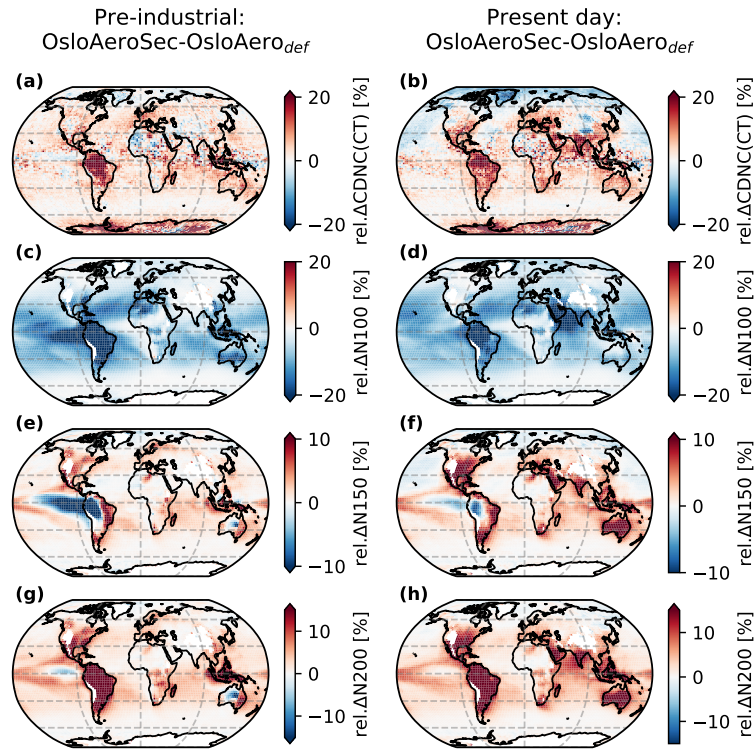 Pre-industrial:
OsloAeroSec-OsloAero_def
Present day:
OsloAeroSec-OsloAero_def
(a)
20
0
−20
rel.ΔCDNC(CT) [%]
(b)
20
0
−20
rel.ΔCDNC(CT) [%]
(c)
20
0
−20
rel.ΔN100 [%]
(d)
20
0
−20
rel.ΔN100 [%]
(e)
10
0
−10
rel.ΔN150 [%]
(f)
10
0
−10
rel.ΔN150 [%]
(g)
10
0
−10
rel.ΔN200 [%]
(h)
10
0
−10
rel.ΔN200 [%]